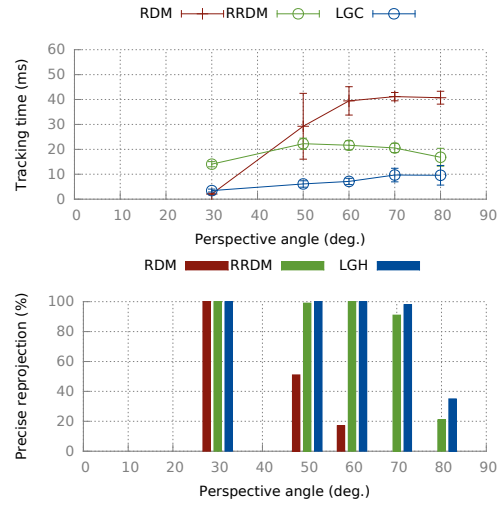 RDM RRDM LGC
60
50
40
30
20
10
0
Tracking time (ms)
0 10 20 30 40 50 60 70 80 90
Perspective angle (deg.)
RDM RRDM LGH
100
80
60
40
20
0
Precise reprojection (%)
0 10 20 30 40 50 60 70 80 90
Perspective angle (deg.)